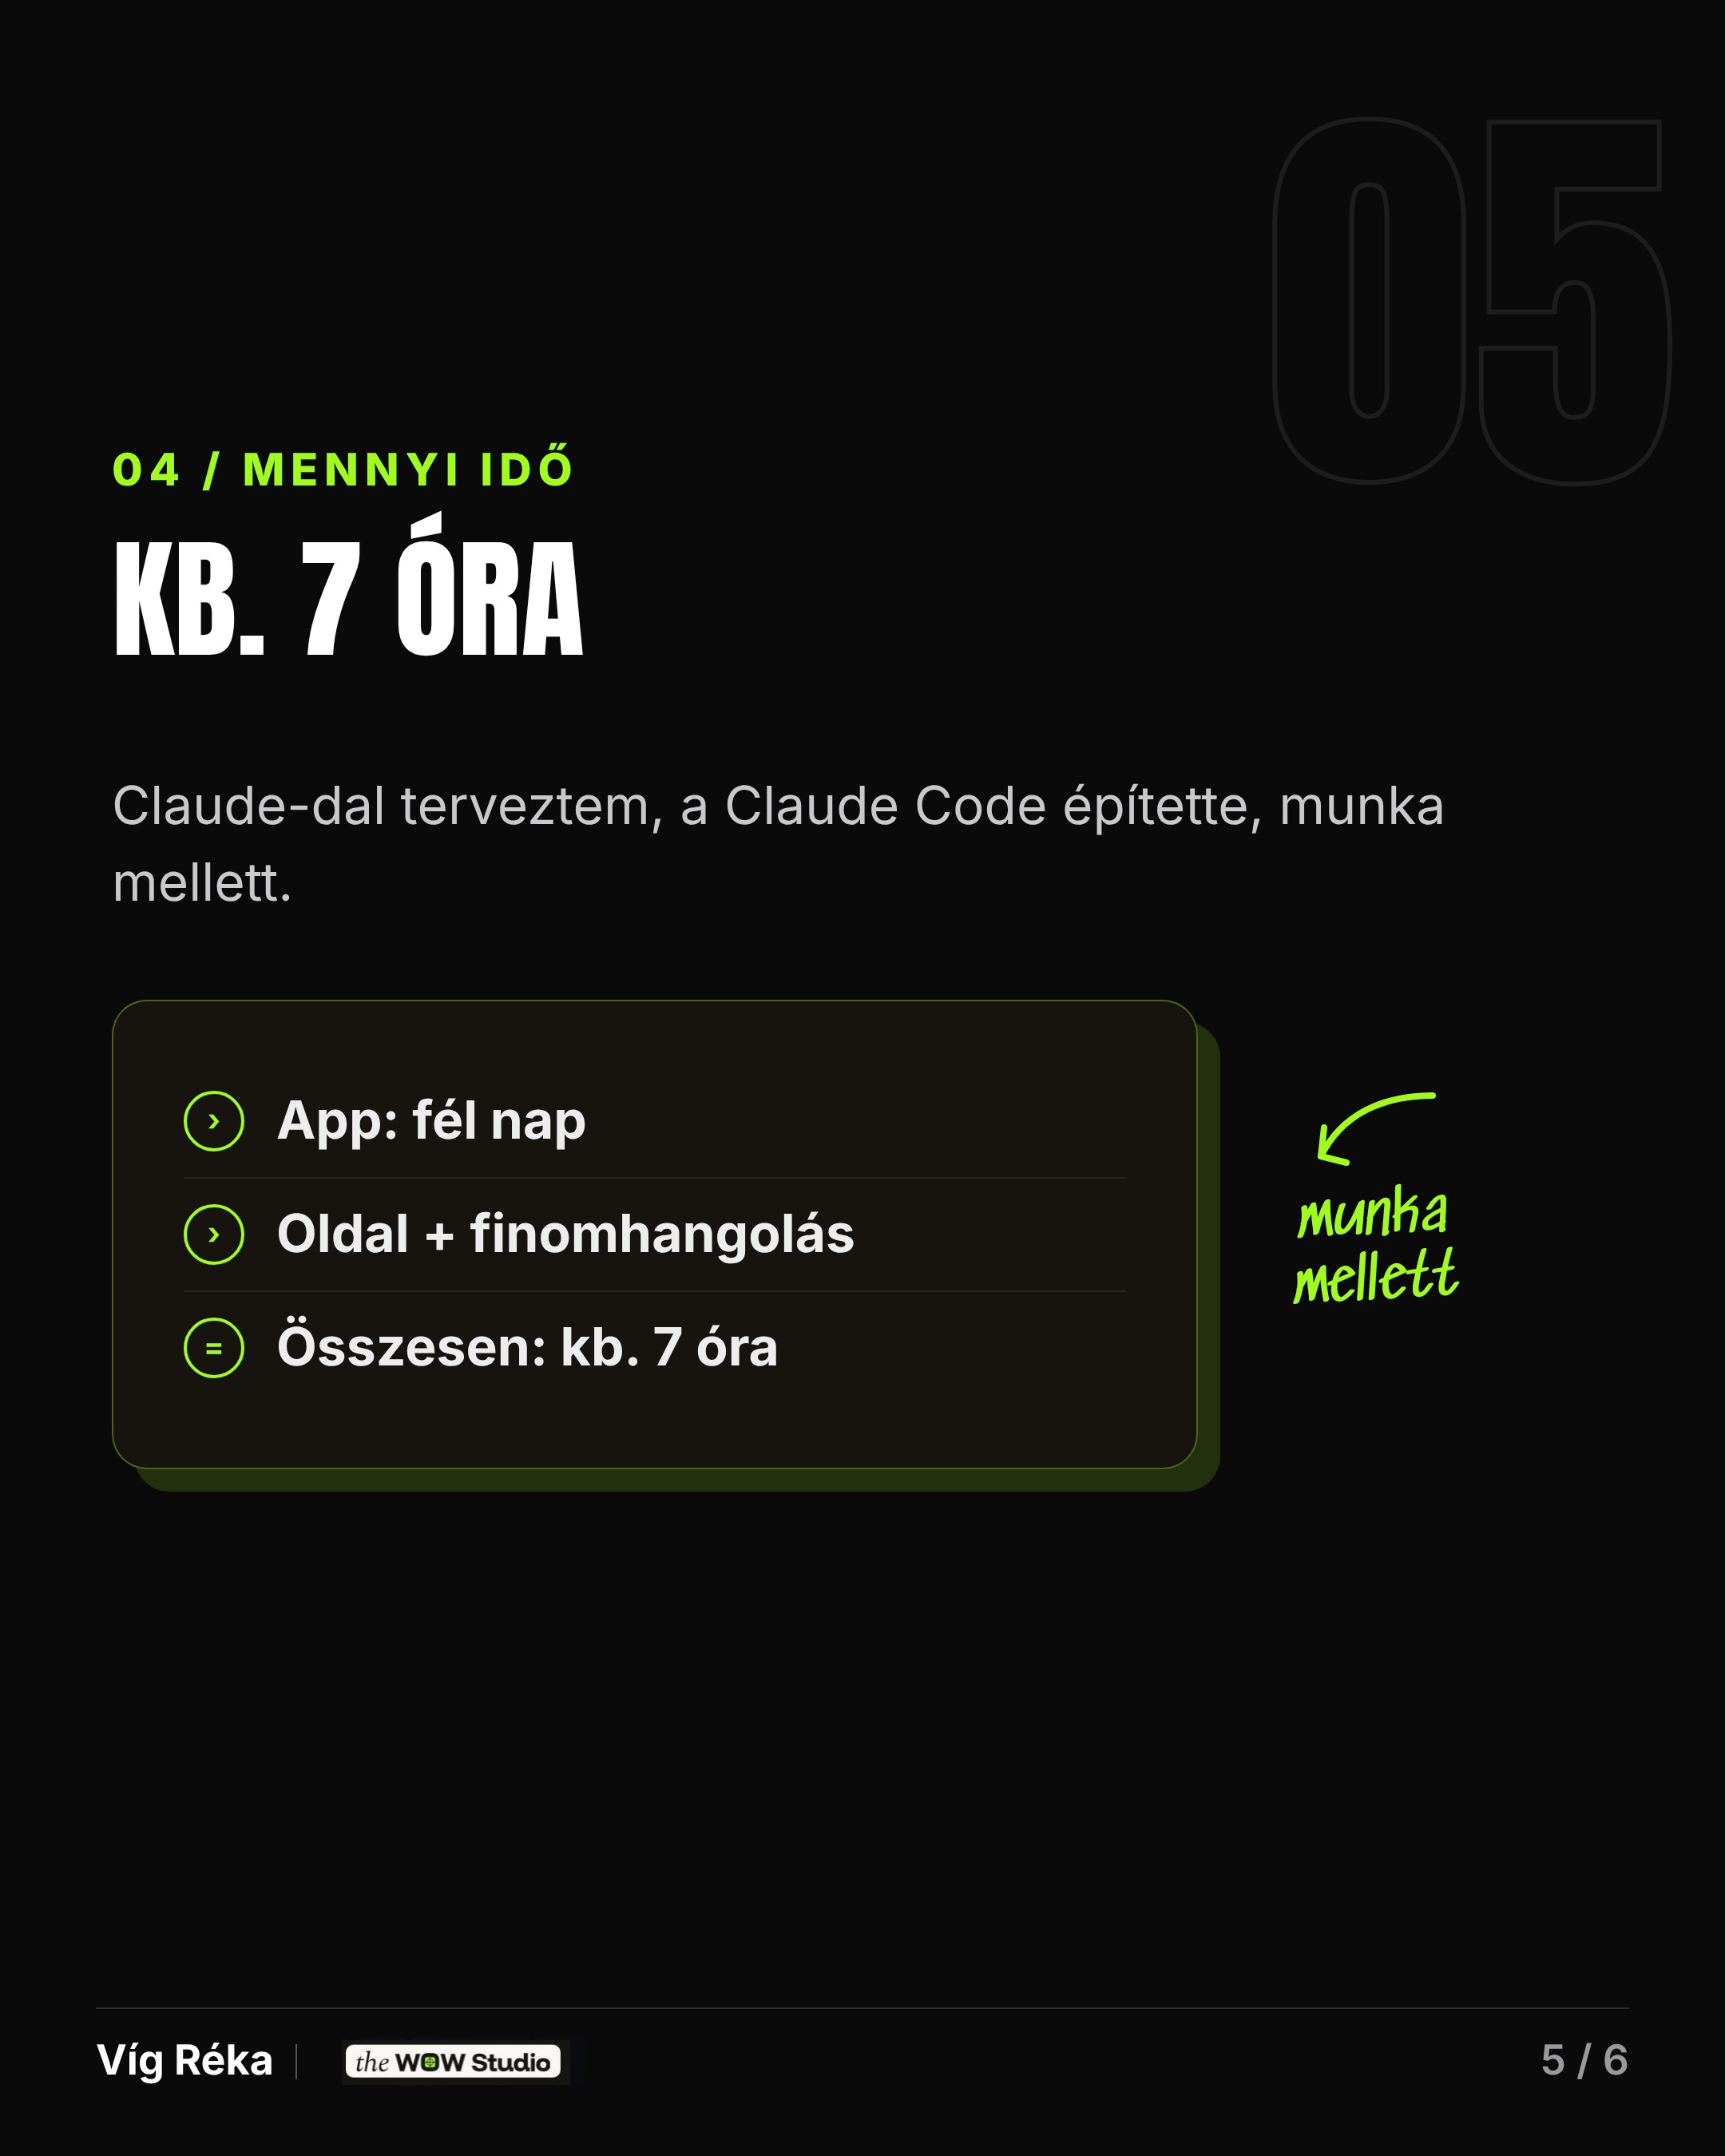 05
04 / MENNYI IDŐ
KB. 7 ÓRA
Claude-dal terveztem, a Claude Code építette, munka
mellett.
› App: fél nap
› Oldal + finomhangolás
= Összesen: kb. 7 óra
munka
mellett
Víg Réka
the WOW Studio
5 / 6